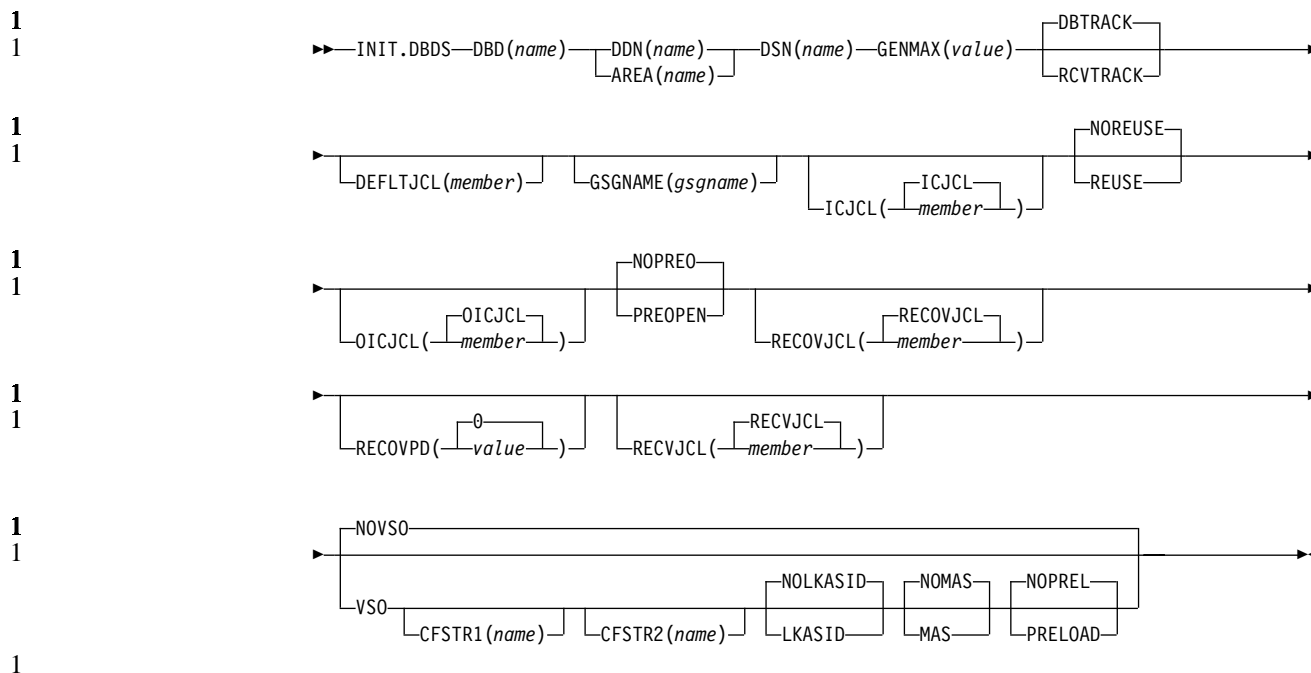 1
DBTRACK
1 ►►─INIT.DBDS─DBD(name)─DDN(name)─DSN(name)─GENMAX(value)─►
AREA(name) RCVTRACK
1
NOREUSE
1 ►
DEFLTJCL(member) GSGNAME(gsgname) ICJCL REUSE
ICJCL(member)
1
NOPREO
1 ►
OICJCL PREOPEN RECOVJCL
OICJCL(member) RECOVJCL(member)
1
1 ►
0 RECVJCL
RECOVPD(value) RECVJCL(member)
1
NOVSO
1 ► ►◄
NOLKASID NOMAS NOPREL
VSO
CFSTR1(name) CFSTR2(name) LKASID MAS PRELOAD
1